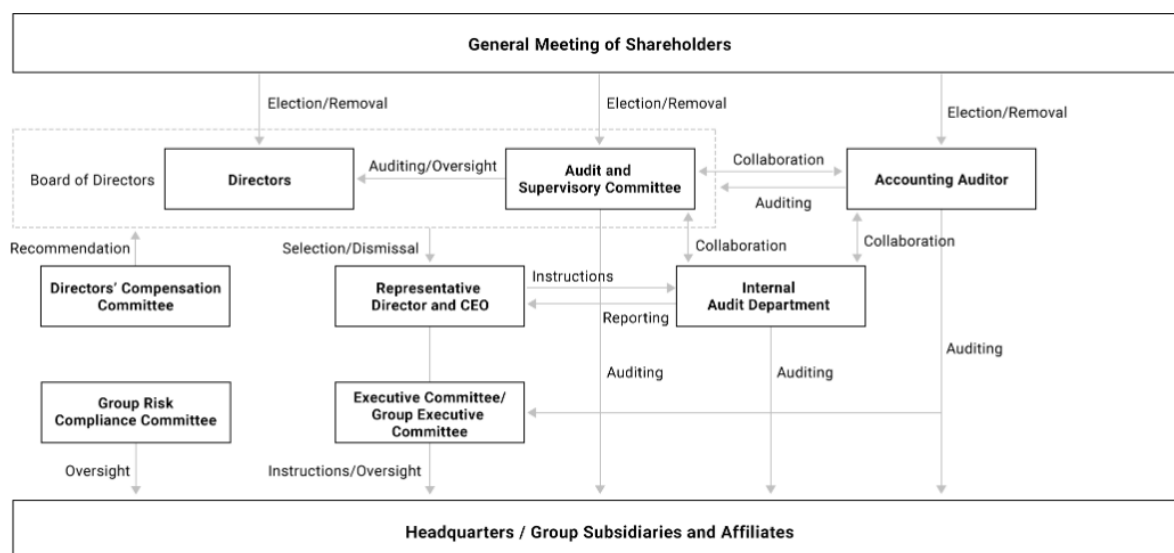 General Meeting of Shareholders
Election/Removal
Election/Removal
Election/Removal
Board of Directors
Directors
Auditing/Oversight
Audit and
Supervisory Committee
Collaboration
Auditing
Accounting Auditor
Recommendation
Selection/Dismissal
Collaboration
Collaboration
Directors' Compensation
Committee
Representative
Director and CEO
Instructions
Reporting
Internal
Audit Department
Auditing
Auditing
Auditing
Group Risk
Compliance Committee
Executive Committee/
Group Executive
Committee
Oversight
Instructions/Oversight
Headquarters / Group Subsidiaries and Affiliates